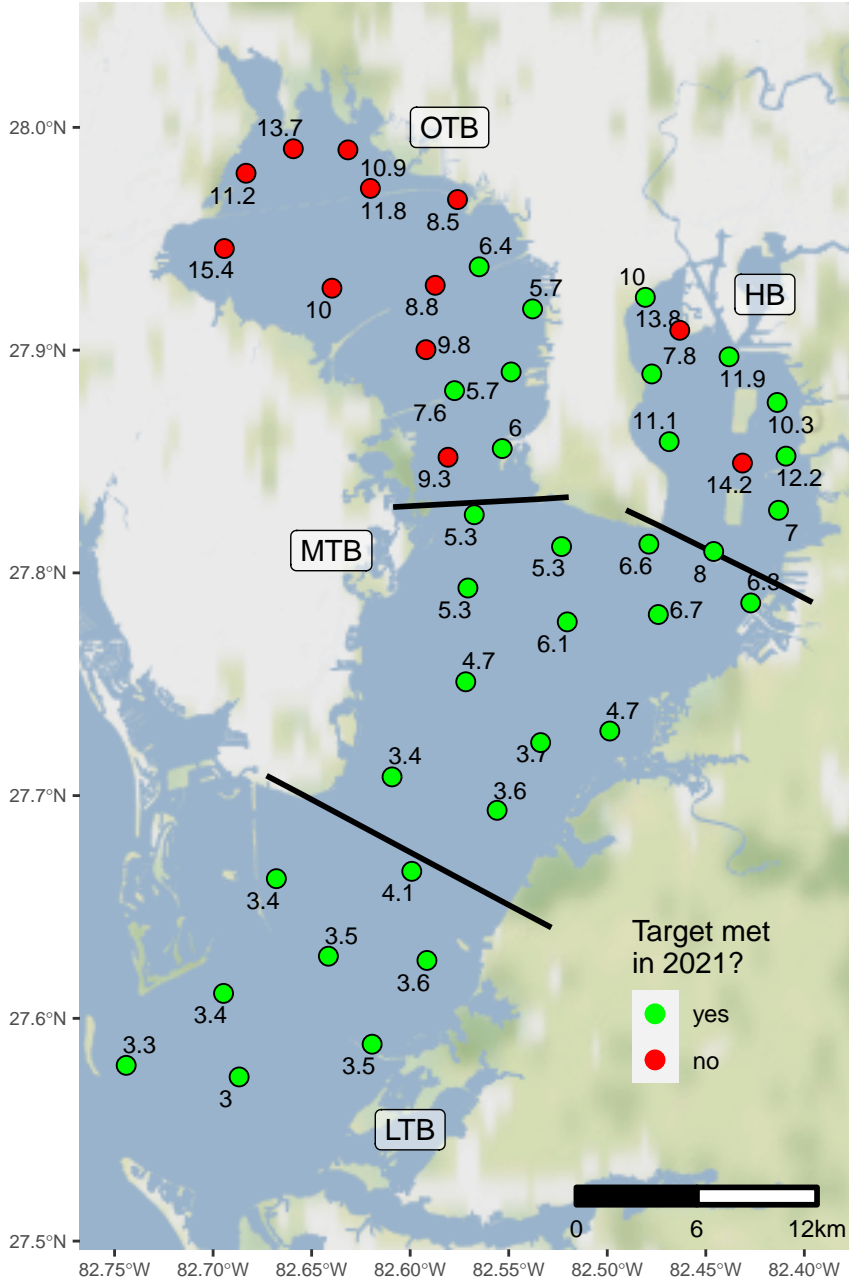 28.0°N
27.9°N
27.8°N
27.7°N
27.6°N
27.5°N
OTB
13.7
10.9
11.2
11.8
8.5
6.4
15.4
10
8.8
5.7
10
HB
13.8
9.8
7.8
11.9
7.6
5.7
10.3
6
11.1
9.3
14.2
12.2
7
5.3
MTB
5.3
6.6
8
6.3
5.3
6.1
6.7
4.7
4.7
3.7
3.4
3.6
3.4
4.1
3.5
3.6
3.4
3.3
3.5
3
LTB
Target met
in 2021?
yes
no
0 6 12km
82.75°W 82.70°W 82.65°W 82.60°W 82.55°W 82.50°W 82.45°W 82.40°W